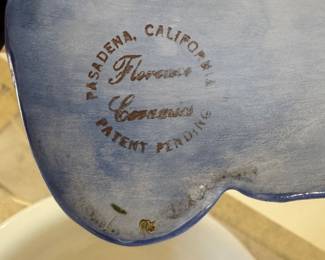 PASADENA, CALIFORNIA
Florence
Ceramics
PATENT PENDING